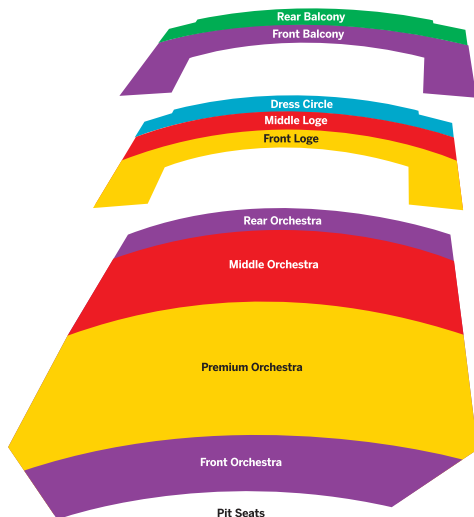 Rear Balcony
Front Balcony
Dress Circle
Middle Loge
Front Loge
Rear Orchestra
Middle Orchestra
Premium Orchestra
Front Orchestra
Pit Seats